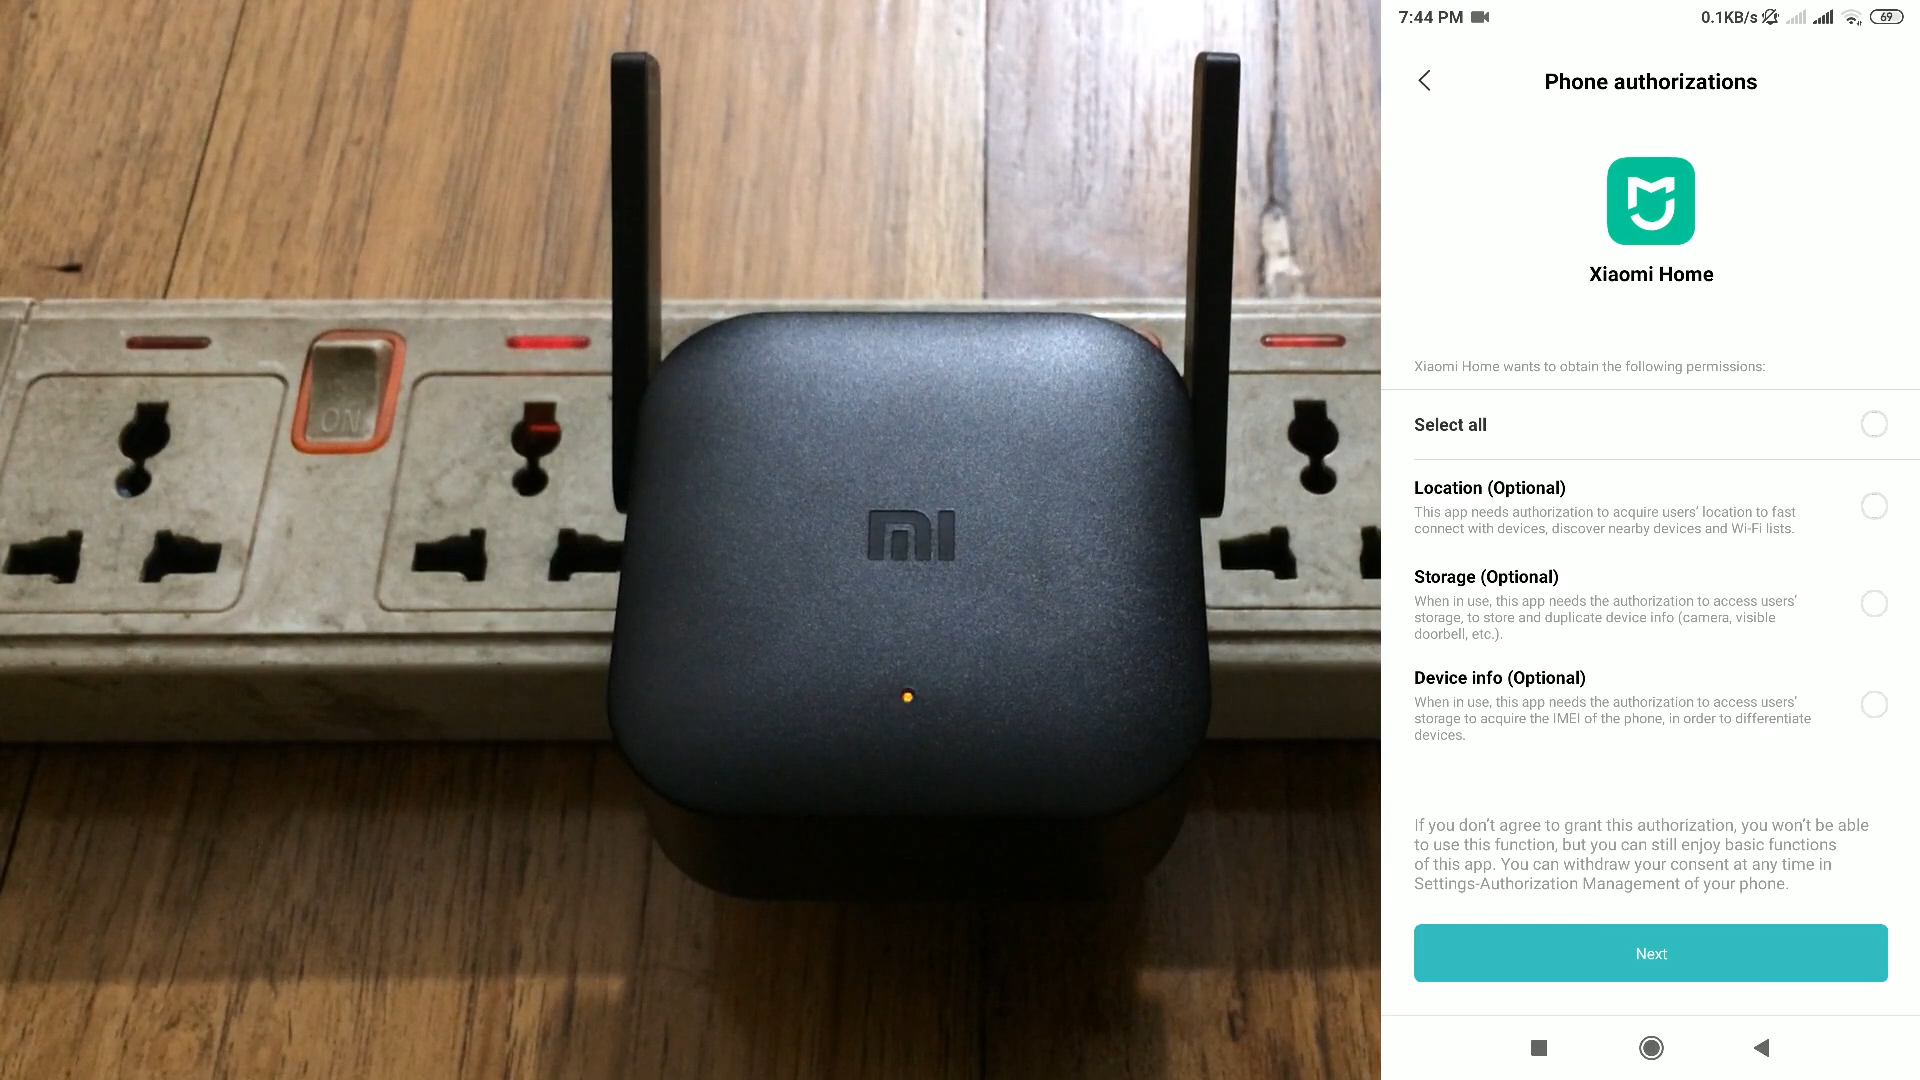 ON
MI
7:44 PM
0.1KB/s
69
Phone authorizations
Xiaomi Home
Xiaomi Home wants to obtain the following permissions:
Select all
Location (Optional)
This app needs authorization to acquire users' location to fast
connect with devices, discover nearby devices and Wi-Fi lists.
Storage (Optional)
When in use, this app needs the authorization to access users'
storage, to store and duplicate device info (camera, visible
doorbell, etc.).
Device info (Optional)
When in use, this app needs the authorization to access users'
storage to acquire the IMEI of the phone, in order to differentiate
devices.
If you don't agree to grant this authorization, you won't be able
to use this function, but you can still enjoy basic functions
of this app. You can withdraw your consent at any time in
Settings-Authorization Management of your phone.
Next